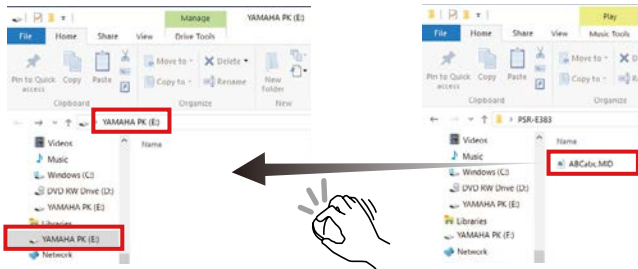 Manage
YAMAHA PK (E:)
File
Home
Share
View
Drive Tools
Pin to Quick access
Copy
Paste
Move to
Copy to
Delete
Rename
New folder
Clipboard
Organize
New
YAMAHA PK (E:)
Videos
Music
Windows (C:)
DVD RW Drive (D:)
YAMAHA PK (E:)
Libraries
YAMAHA PK (E:)
Network
Name
Play
File
Home
Share
View
Music Tools
Pin to Quick access
Copy
Paste
Move to
Copy to
Clipboard
Organize
PSR-E383
Videos
Music
Windows (C:)
DVD RW Drive (D:)
YAMAHA PK (E:)
Libraries
YAMAHA PK (F:)
Network
Name
ABCabc.MID